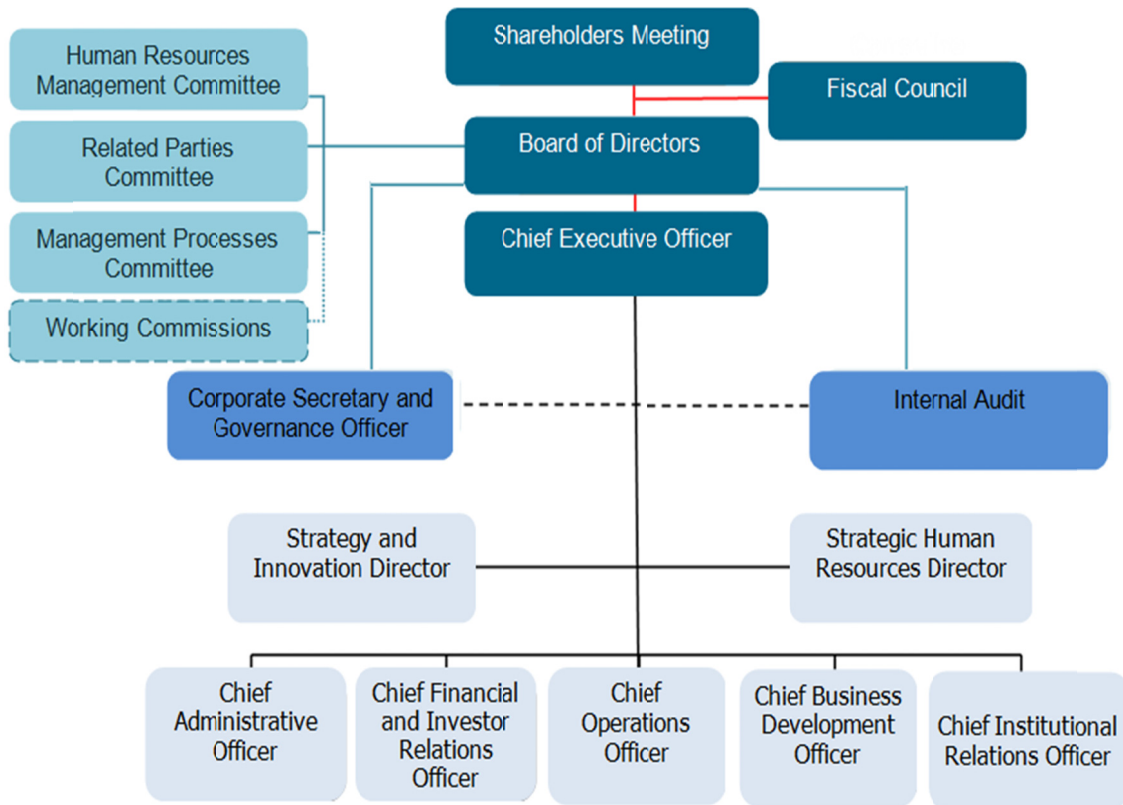 Shareholders Meeting
Human Resources
Management Committee
Fiscal Council
Related Parties
Committee
Board of Directors
Management Processes
Committee
Chief Executive Officer
Working Commissions
Corporate Secretary and
Governance Officer
Internal Audit
Strategy and
Innovation Director
Strategic Human
Resources Director
Chief
Administrative
Officer
Chief Financial
and Investor
Relations
Officer
Chief
Operations
Officer
Chief Business
Development
Officer
Chief Institutional
Relations Officer